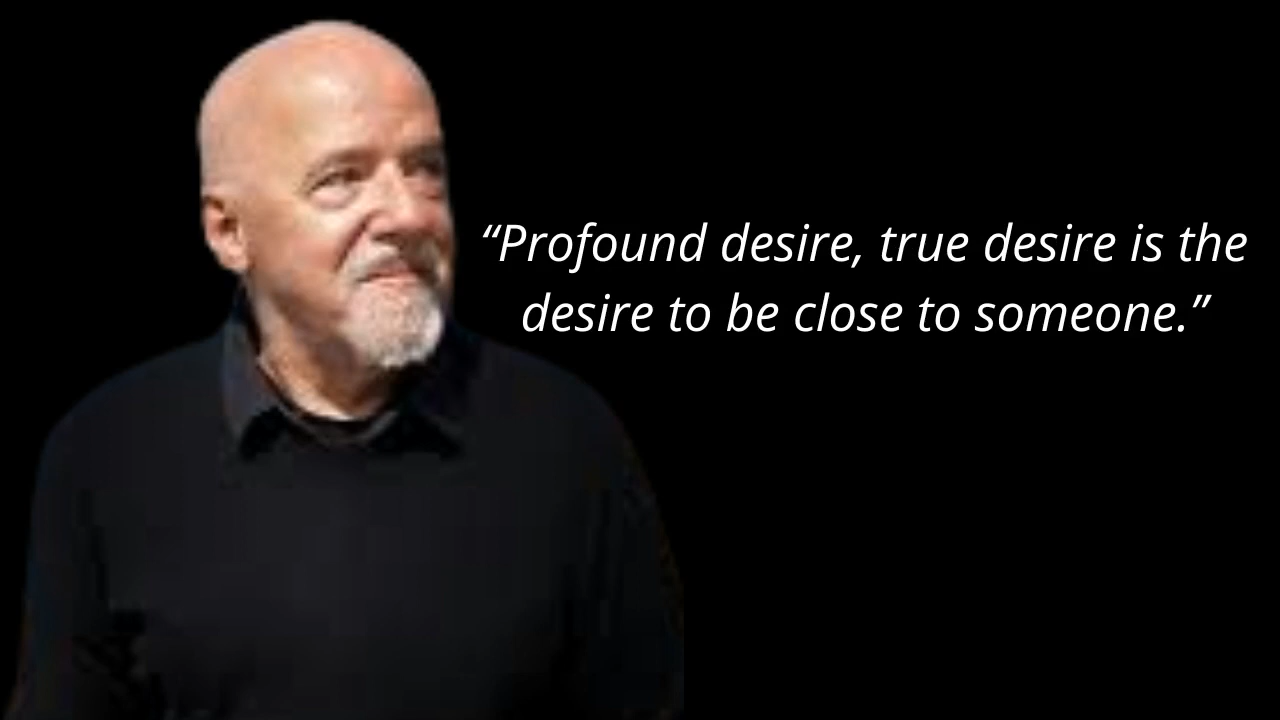 “Profound desire, true desire is the
desire to be close to someone.”